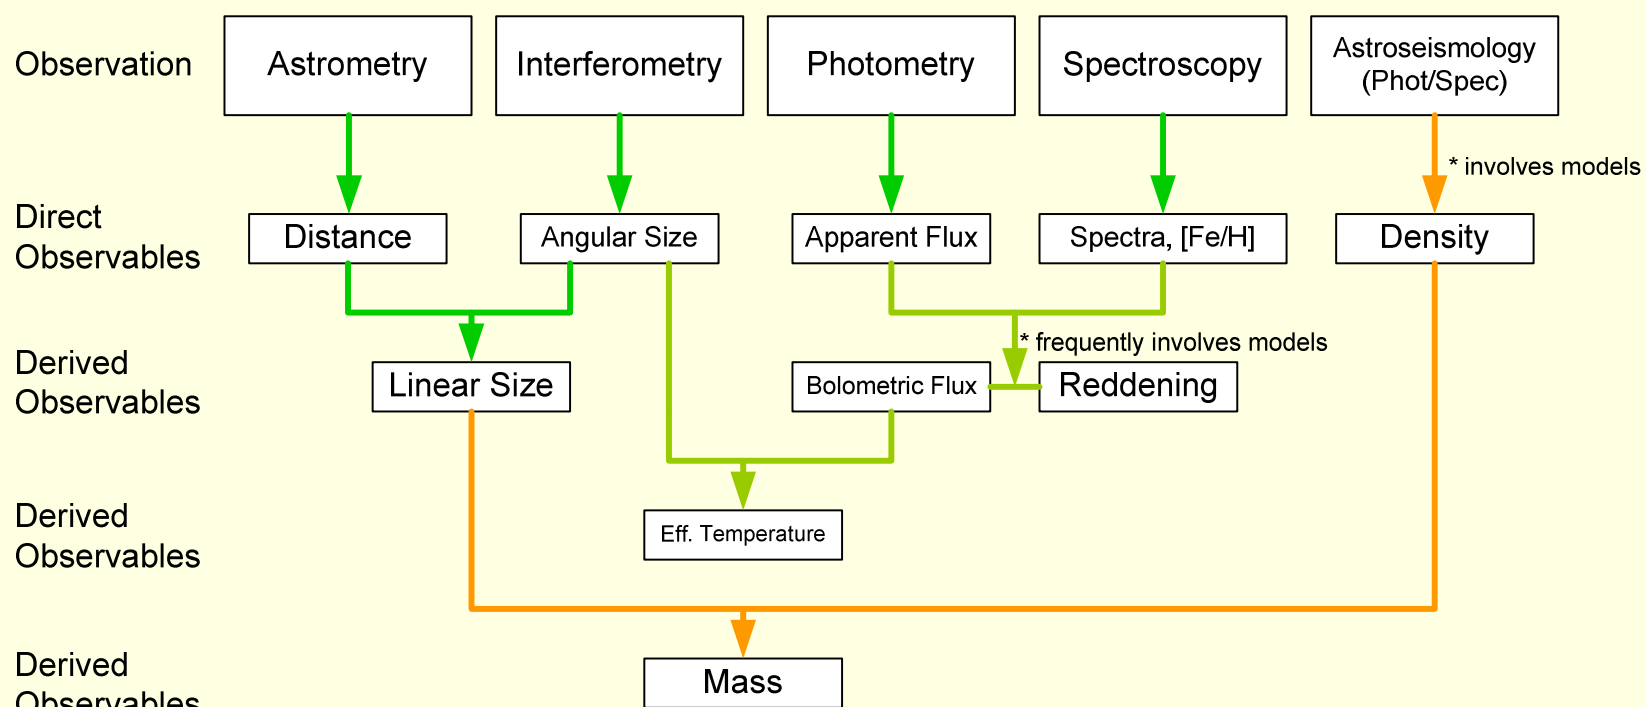 Observation
Astrometry
Interferometry
Photometry
Spectroscopy
Astroseismology
(Phot/Spec)
* involves models
Direct
Observables
Distance
Angular Size
Apparent Flux
Spectra, [Fe/H]
Density
* frequently involves models
Derived
Observables
Linear Size
Bolometric Flux
Reddening
Derived
Observables
Eff. Temperature
Derived
Observables
Mass